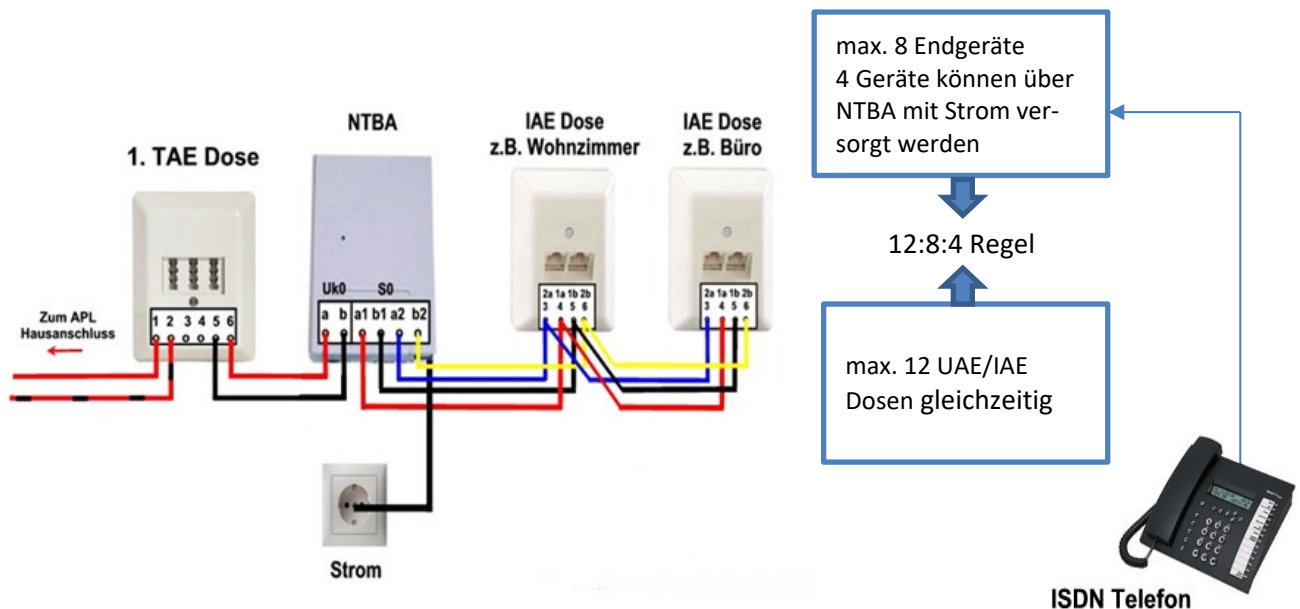 max. 8 Endgeräte
4 Geräte können über
NTBA mit Strom ver-
sorgt werden
12:8:4 Regel
max. 12 UAE/IAE
Dosen gleichzeitig
1. TAE Dose
NTBA
IAE Dose
z.B. Wohnzimmer
IAE Dose
z.B. Büro
Zum APL
Hausanschluss
1 2 3 4 5 6
Uk0 S0
a b a1 b1 a2 b2
2a 1a 1b 2b
3 4 5 6
2a 1a 1b 2b
3 4 5 6
Strom
ISDN Telefon